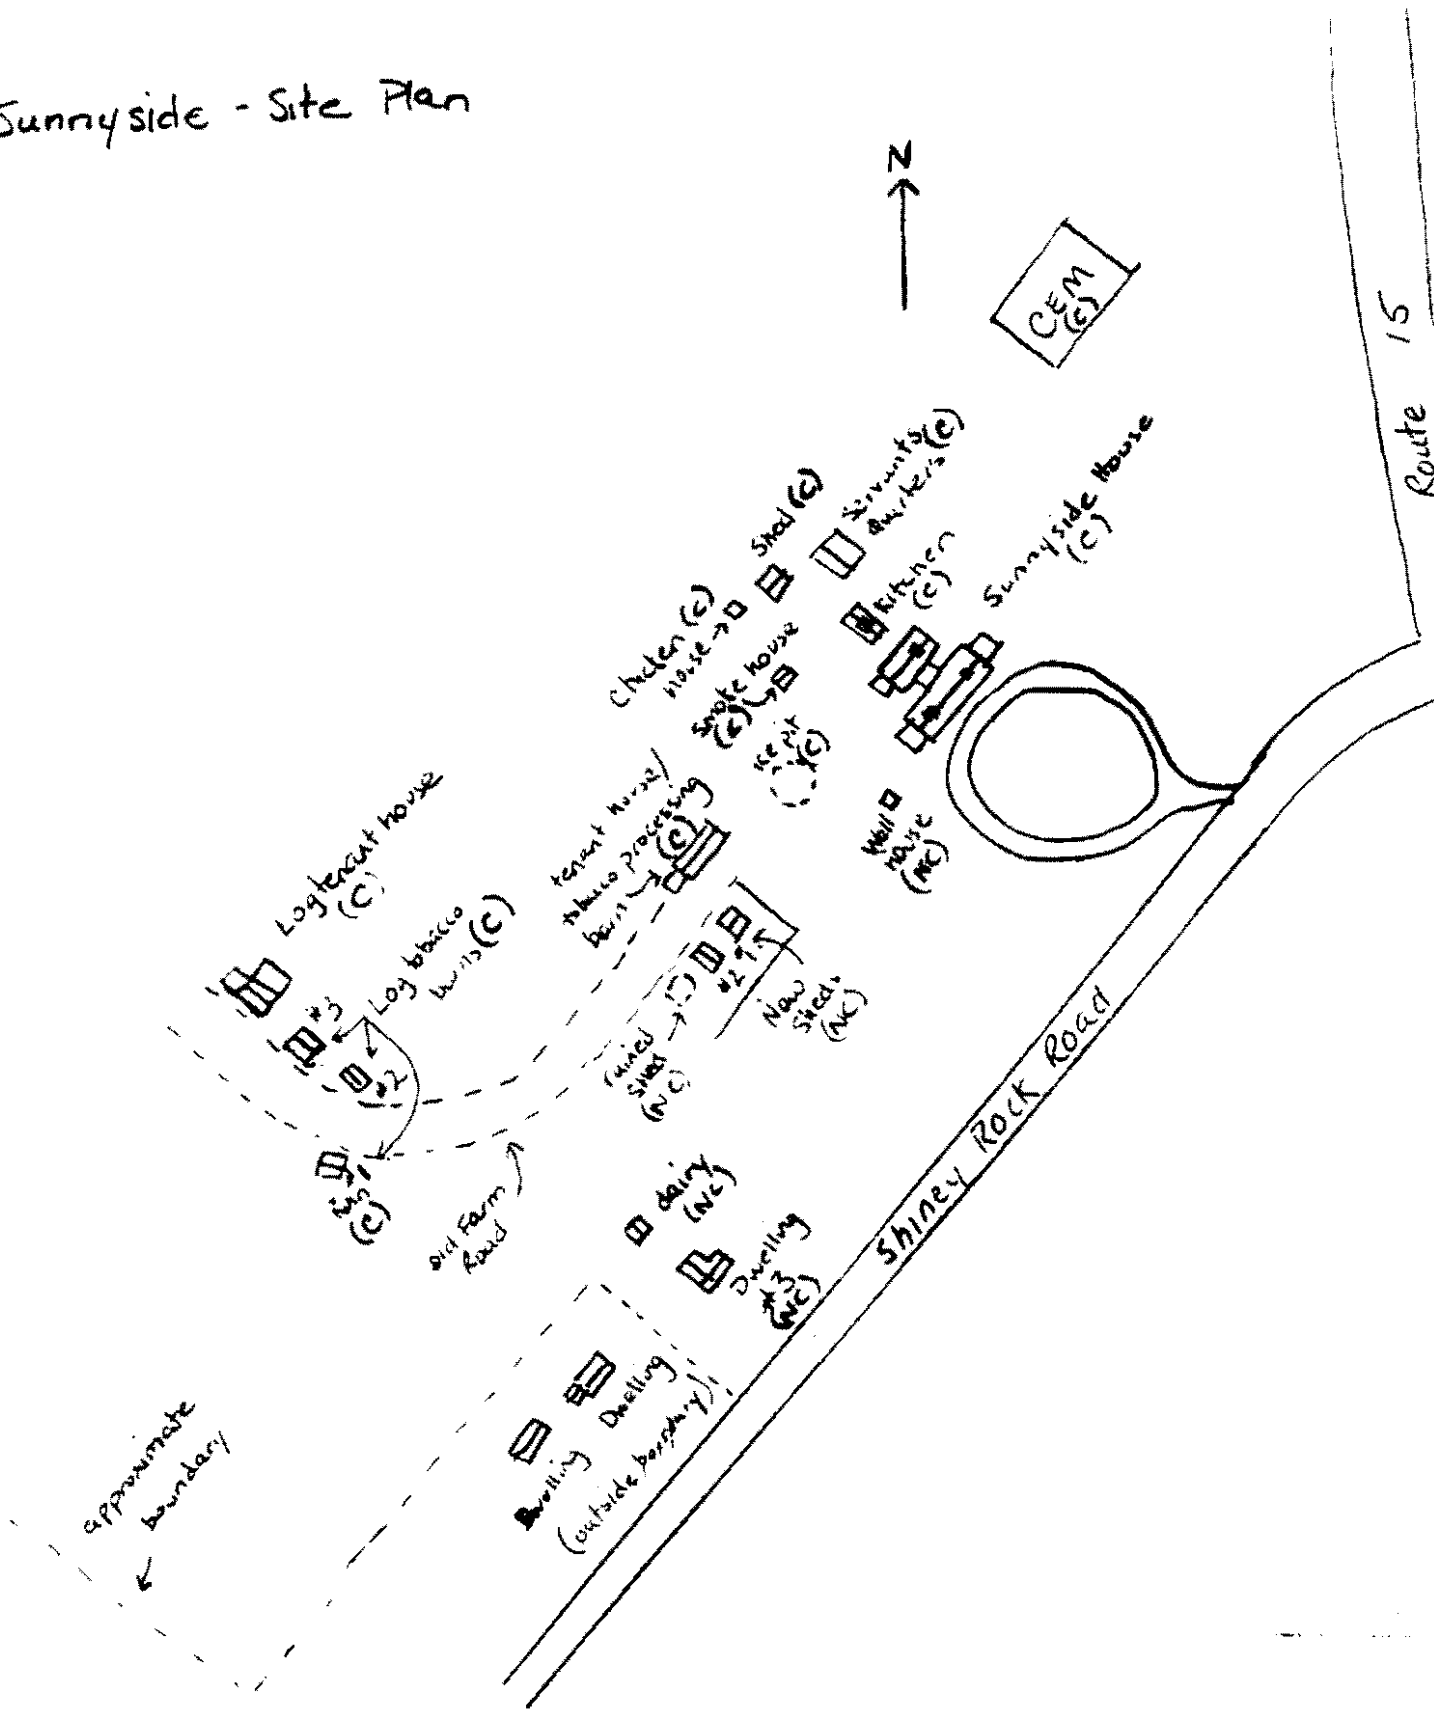 Sunnyside - Site Plan
N
CEM
(C)
Route 15
Shed (C)
Servants (C)
Quarters
Kitchen
(C)
Sunnyside House
(C)
Chicken (C)
house
Smoke house
(C)
Ice pit
(C)
Well
house
(NC)
tenant house/
tobacco processing
barn (C)
Log tenant house
(C)
Log tobacco
barns (C)
#3
#2
#1
(C)
#2
#1
New
Sheds
(NC)
ruined
shed
(NC)
Old Farm
Road
dairy
(NC)
Dwelling
#3
(NC)
Shiney Rock Road
Dwelling
Dwelling
(outside boundary)
approximate
boundary